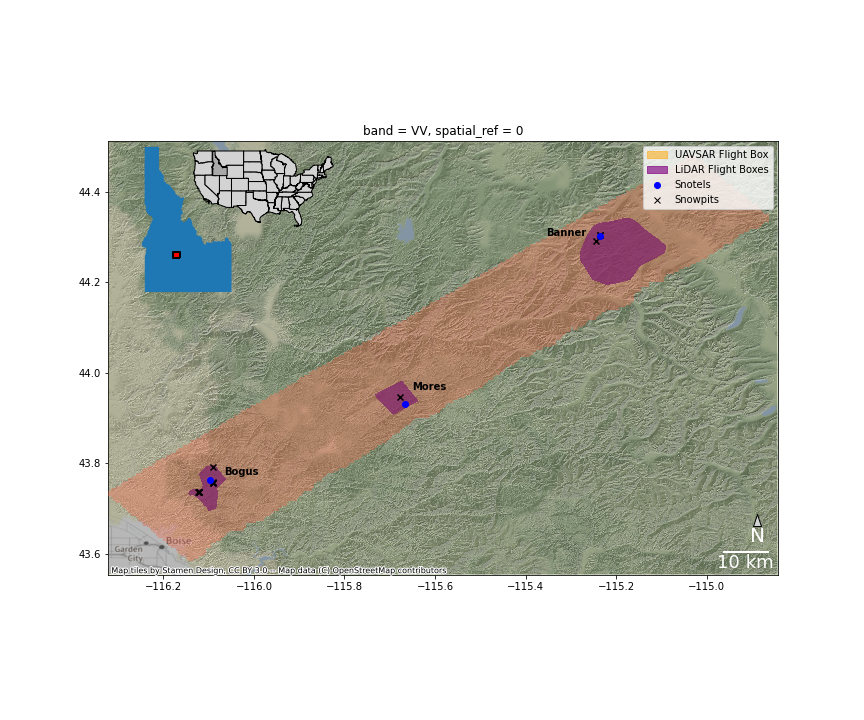 band = VV, spatial_ref = 0
UAVSAR Flight Box
LiDAR Flight Boxes
Snotels
Snowpits
44.4
44.2
44.0
43.8
43.6
Banner
Mores
Bogus
Boise
Garden
City
N
10 km
Map tiles by Stamen Design, CC BY 3.0 -- Map data (C) OpenStreetMap contributors
−116.2
−116.0
−115.8
−115.6
−115.4
−115.2
−115.0